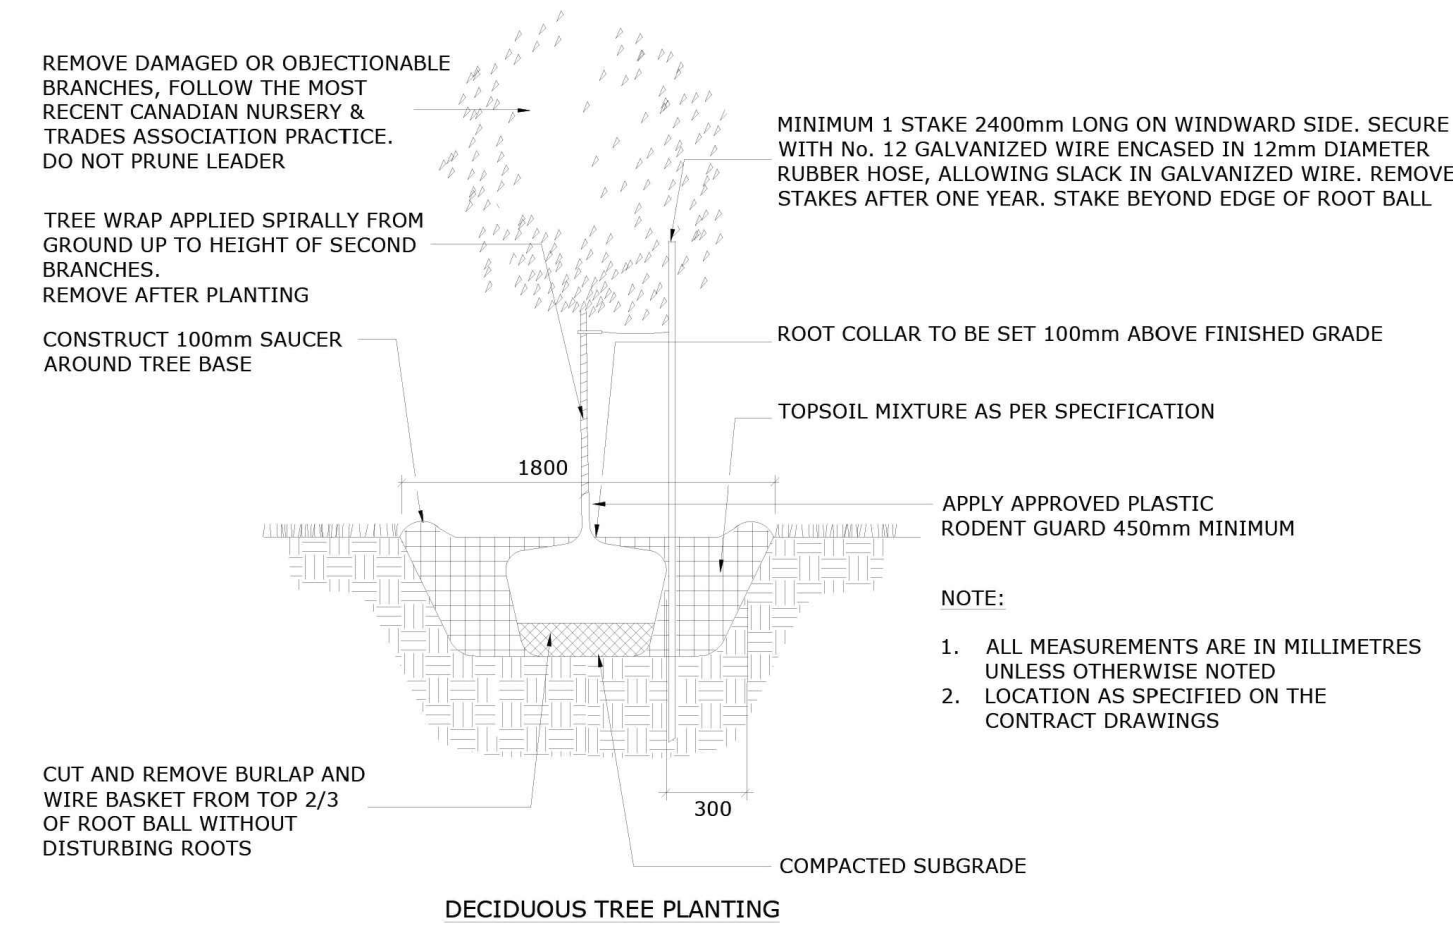 REMOVE DAMAGED OR OBJECTIONABLE
BRANCHES, FOLLOW THE MOST
RECENT CANADIAN NURSERY &
TRADES ASSOCIATION PRACTICE.
DO NOT PRUNE LEADER
MINIMUM 1 STAKE 2400mm LONG ON WINDWARD SIDE. SECURE
WITH No. 12 GALVANIZED WIRE ENCASED IN 12mm DIAMETER
RUBBER HOSE, ALLOWING SLACK IN GALVANIZED WIRE. REMOVE
STAKES AFTER ONE YEAR. STAKE BEYOND EDGE OF ROOT BALL
TREE WRAP APPLIED SPIRALLY FROM
GROUND UP TO HEIGHT OF SECOND
BRANCHES.
REMOVE AFTER PLANTING
CONSTRUCT 100mm SAUCER
AROUND TREE BASE
ROOT COLLAR TO BE SET 100mm ABOVE FINISHED GRADE
TOPSOIL MIXTURE AS PER SPECIFICATION
1800
APPLY APPROVED PLASTIC
RODENT GUARD 450mm MINIMUM
NOTE:
1. ALL MEASUREMENTS ARE IN MILLIMETRES
UNLESS OTHERWISE NOTED
2. LOCATION AS SPECIFIED ON THE
CONTRACT DRAWINGS
CUT AND REMOVE BURLAP AND
WIRE BASKET FROM TOP 2/3
OF ROOT BALL WITHOUT
DISTURBING ROOTS
300
COMPACTED SUBGRADE
DECIDUOUS TREE PLANTING